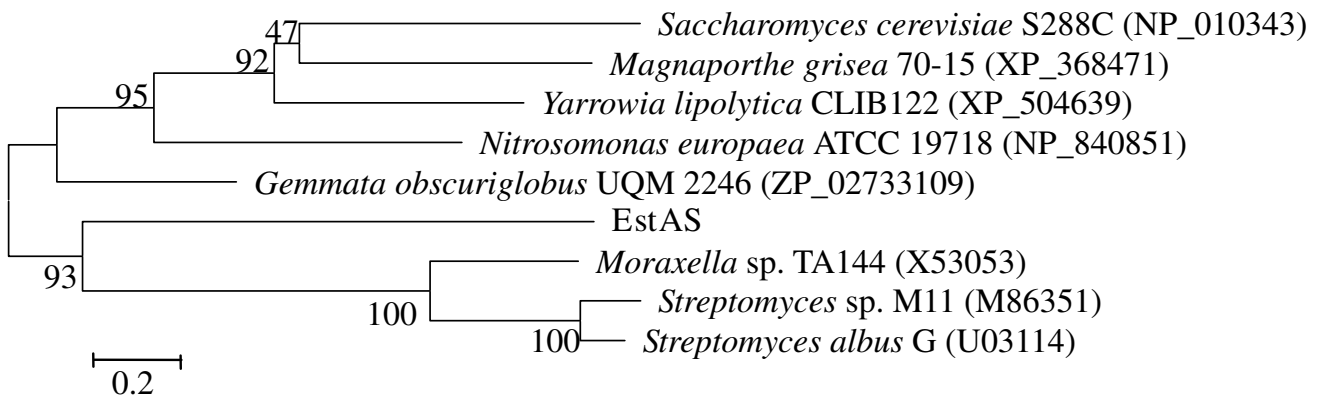 47
Saccharomyces cerevisiae S288C (NP_010343)
92
Magnaporthe grisea 70-15 (XP_368471)
95
Yarrowia lipolytica CLIB122 (XP_504639)
Nitrosomonas europaea ATCC 19718 (NP_840851)
Gemmata obscuriglobus UQM 2246 (ZP_02733109)
EstAS
93
Moraxella sp. TA144 (X53053)
100
Streptomyces sp. M11 (M86351)
100
Streptomyces albus G (U03114)
0.2